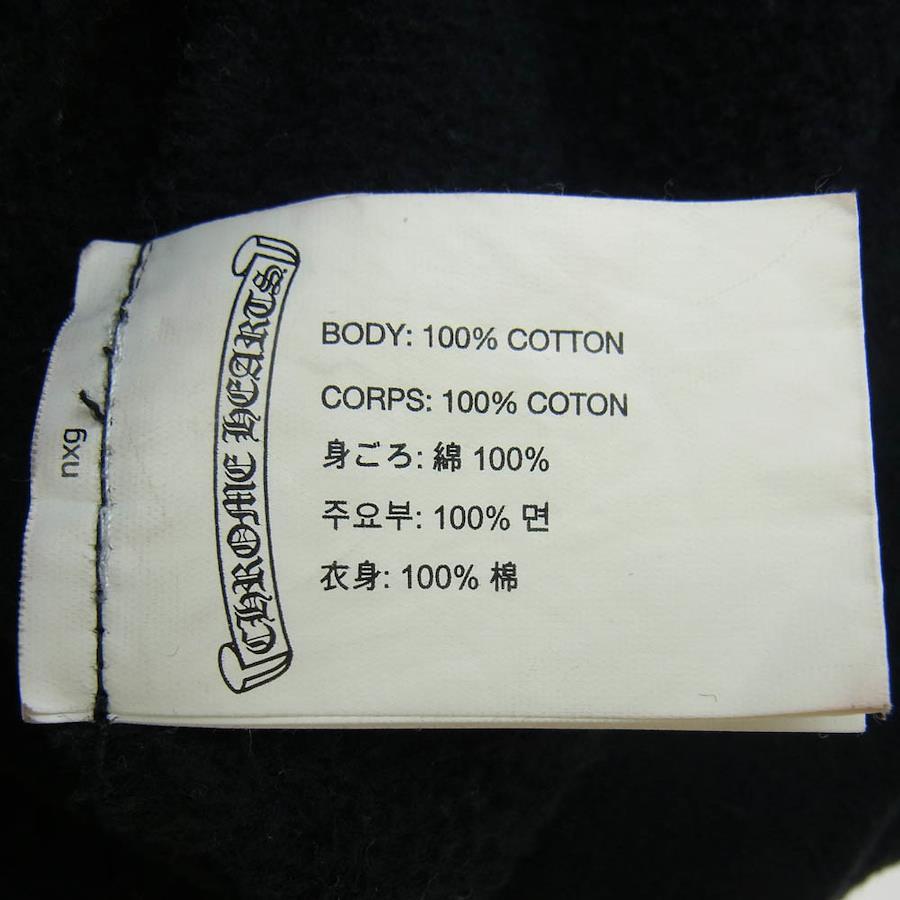 CHROME HEARTS
BODY: 100% COTTON
CORPS: 100% COTON
身ごろ: 綿 100%
주요부: 100% 면
衣身: 100% 棉
nxg